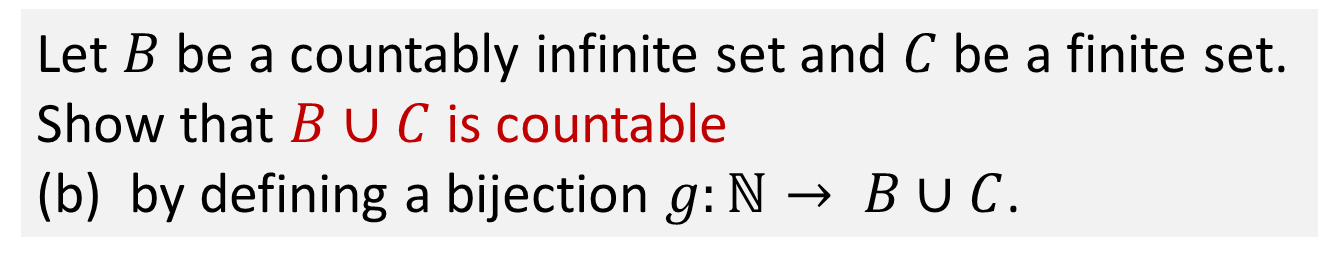 Let B be a countably infinite set and C be a finite set.
Show that B ∪ C is countable
(b) by defining a bijection g: ℕ → B ∪ C.